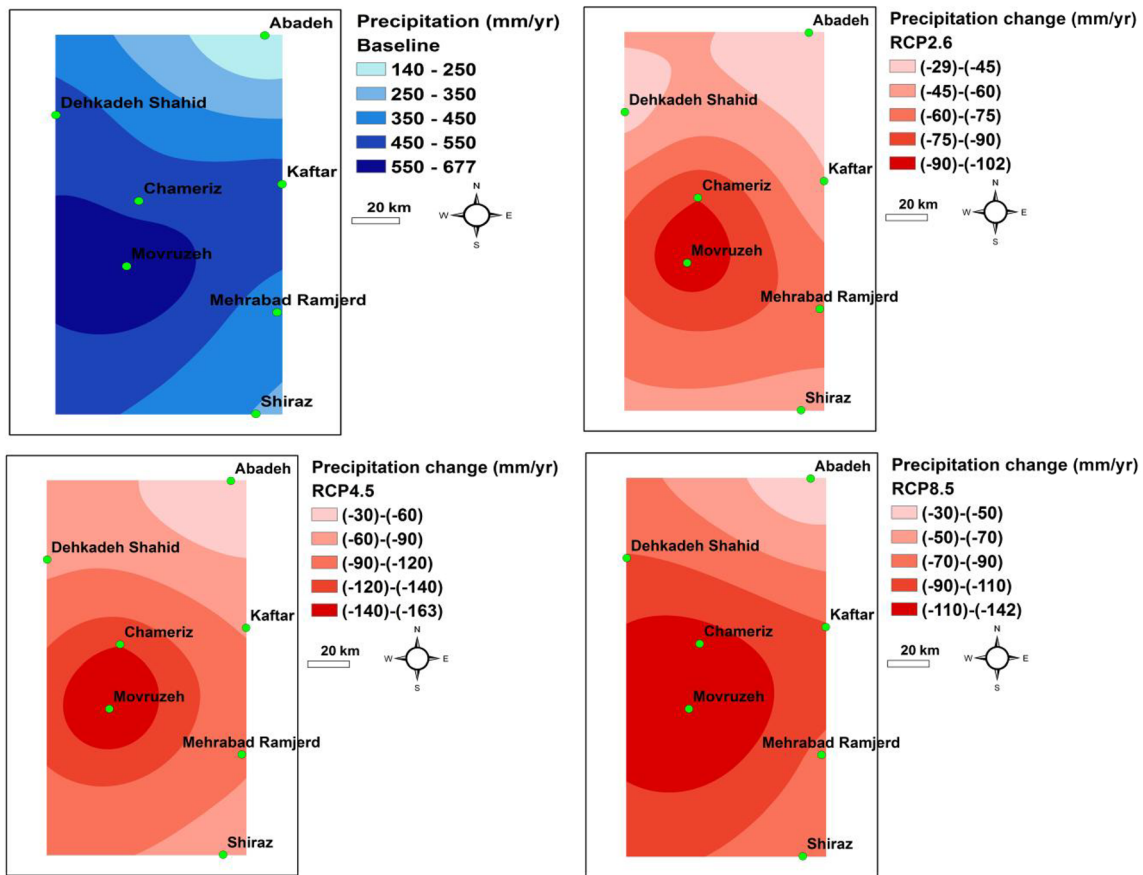 Abadeh
Dehkadeh Shahid
Kaftar
Chameriz
Movruzeh
Mehrabad Ramjerd
Shiraz
Precipitation (mm/yr)
Baseline
140 - 250
250 - 350
350 - 450
450 - 550
550 - 677
20 km
N
W
E
S
Abadeh
Dehkadeh Shahid
Kaftar
Chameriz
Movruzeh
Mehrabad Ramjerd
Shiraz
Precipitation change (mm/yr)
RCP2.6
(-29)-(-45)
(-45)-(-60)
(-60)-(-75)
(-75)-(-90)
(-90)-(-102)
20 km
N
W
E
S
Abadeh
Dehkadeh Shahid
Kaftar
Chameriz
Movruzeh
Mehrabad Ramjerd
Shiraz
Precipitation change (mm/yr)
RCP4.5
(-30)-(-60)
(-60)-(-90)
(-90)-(-120)
(-120)-(-140)
(-140)-(-163)
20 km
N
W
E
S
Abadeh
Dehkadeh Shahid
Kaftar
Chameriz
Movruzeh
Mehrabad Ramjerd
Shiraz
Precipitation change (mm/yr)
RCP8.5
(-30)-(-50)
(-50)-(-70)
(-70)-(-90)
(-90)-(-110)
(-110)-(-142)
20 km
N
W
E
S